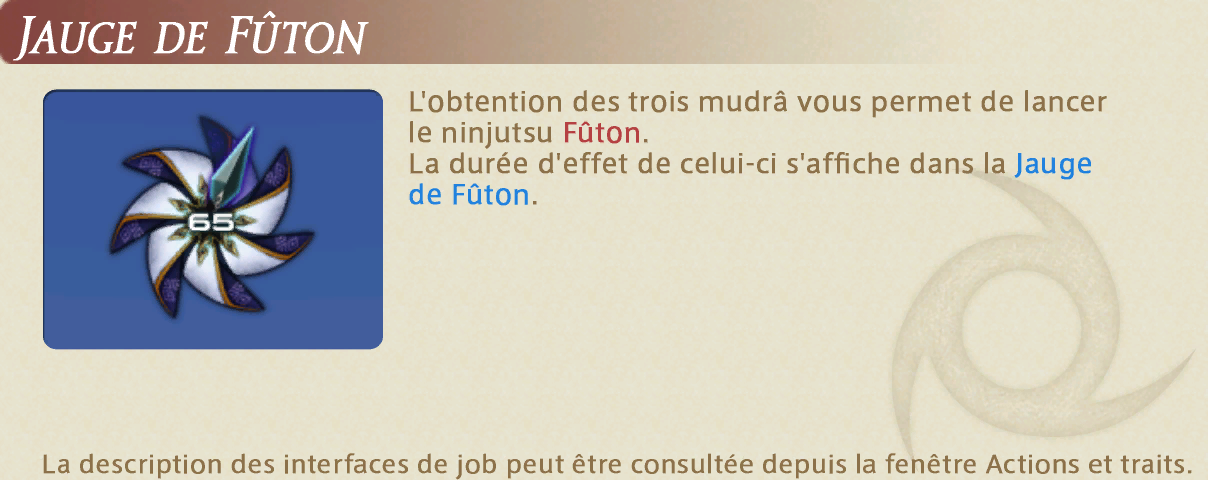 Jauge de Fûton
L'obtention des trois mudrâ vous permet de lancer
le ninjutsu Fûton.
La durée d'effet de celui-ci s'affiche dans la Jauge
de Fûton.
65
La description des interfaces de job peut être consultée depuis la fenêtre Actions et traits.